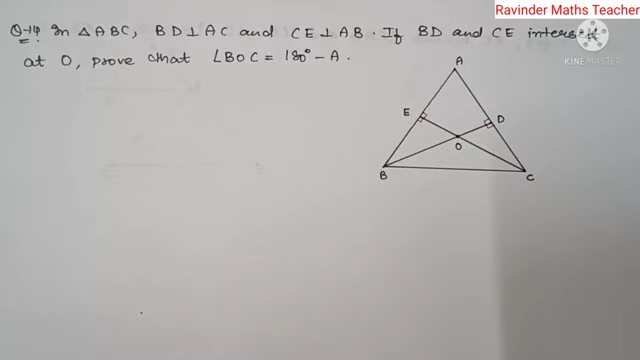 Ravinder Maths Teacher
Q-14. In △ABC, BD⊥AC and CE⊥AB. If BD and CE intersect
at O, prove that ∠BOC = 180° - A.
KINEMASTER
A
E
D
O
B
C